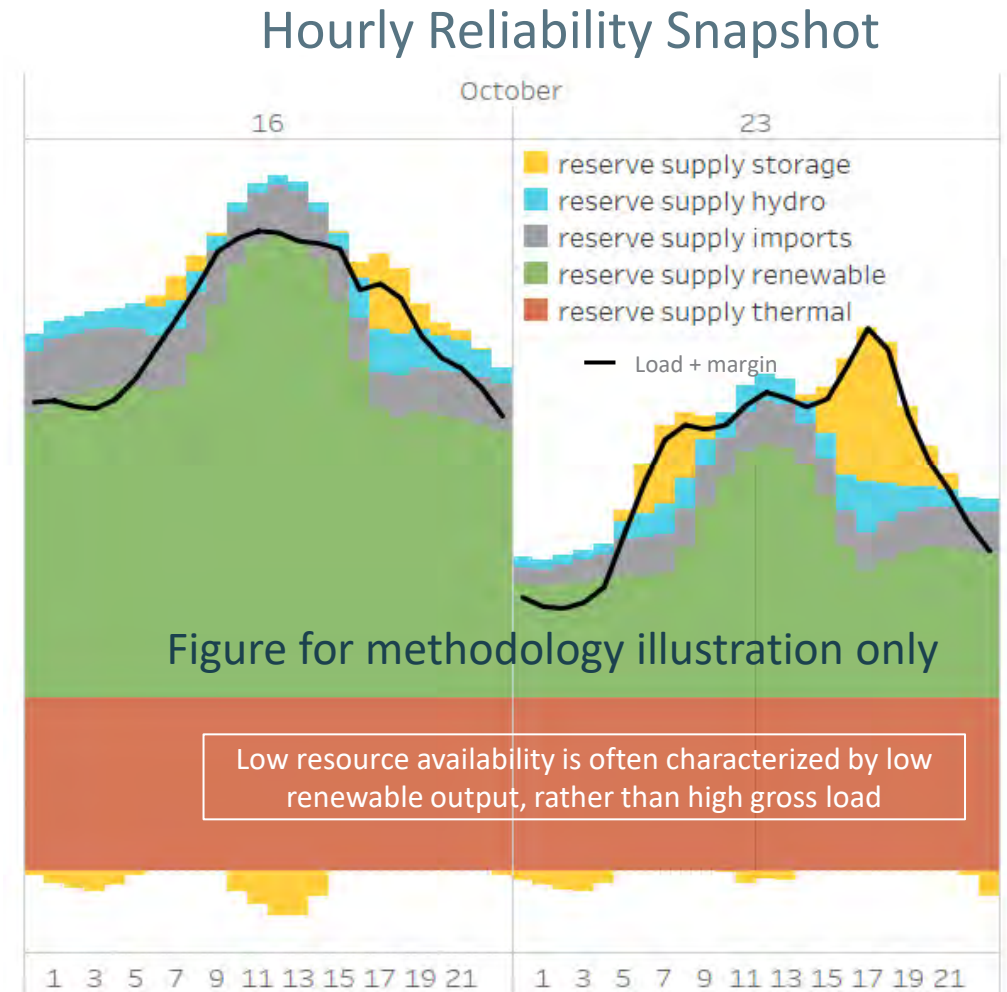 Hourly Reliability Snapshot
October
16
23
reserve supply storage
reserve supply hydro
reserve supply imports
reserve supply renewable
reserve supply thermal
Load + margin
Figure for methodology illustration only
Low resource availability is often characterized by low
renewable output, rather than high gross load
1 3 5 7 9 11 13 15 17 19 21
1 3 5 7 9 11 13 15 17 19 21